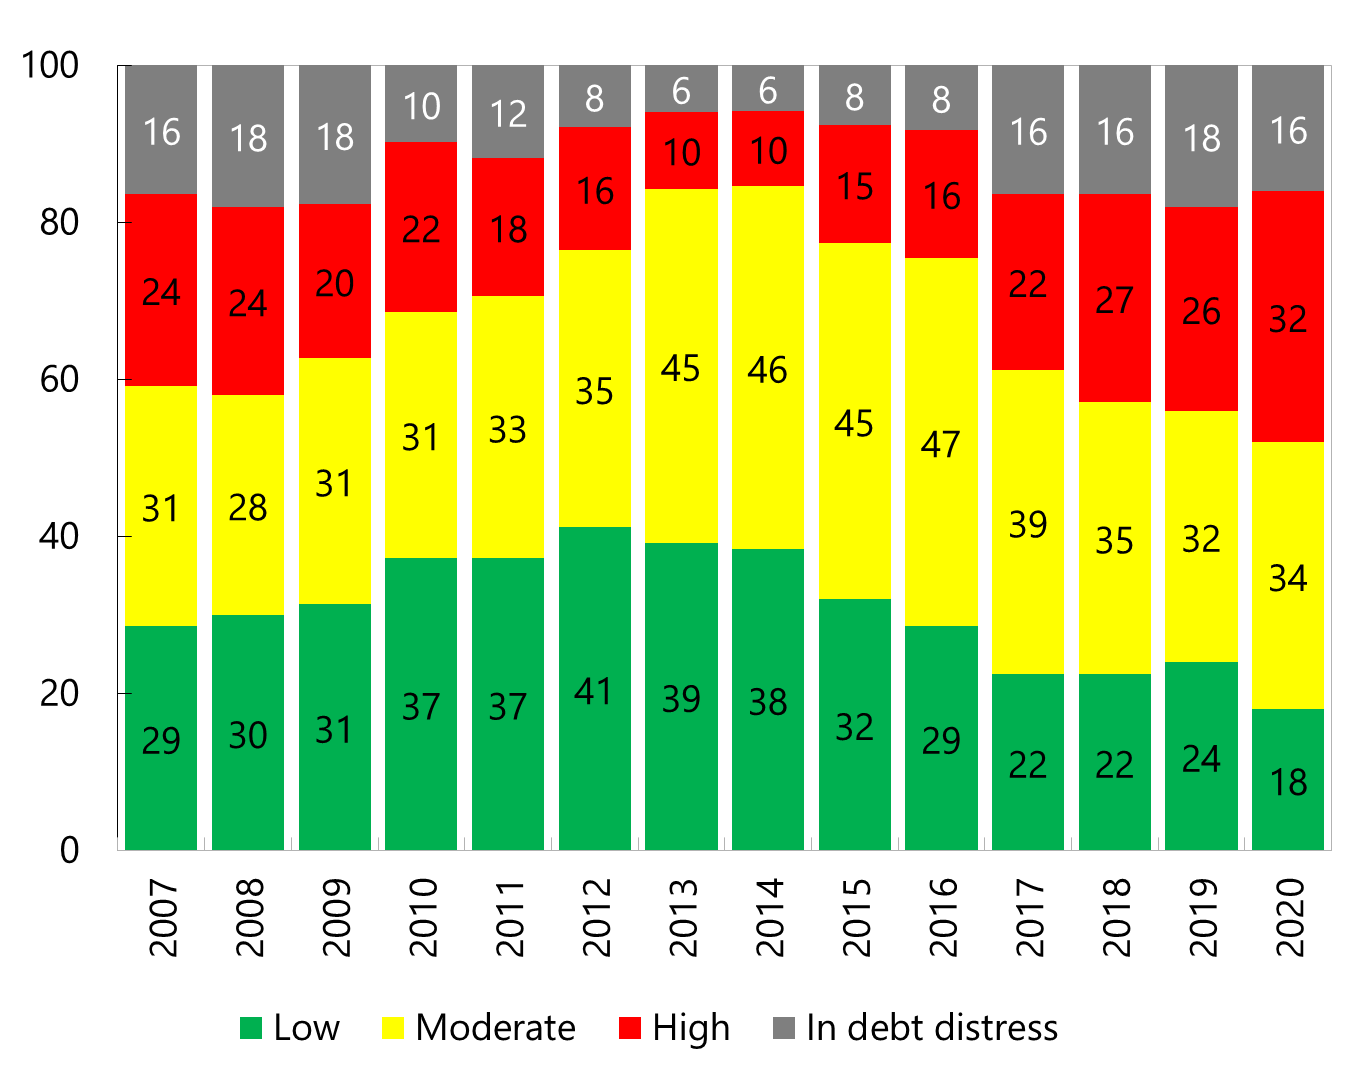 100
80
60
40
20
0
16 18 18 10 12 8 6 6 8 8 16 16 18 16
24 24 20 22 18 16 10 10 15 16 22 27 26 32
31 28 31 31 33 35 45 46 45 47 39 35 32 34
29 30 31 37 37 41 39 38 32 29 22 22 24 18
2007 2008 2009 2010 2011 2012 2013 2014 2015 2016 2017 2018 2019 2020
Low Moderate High In debt distress